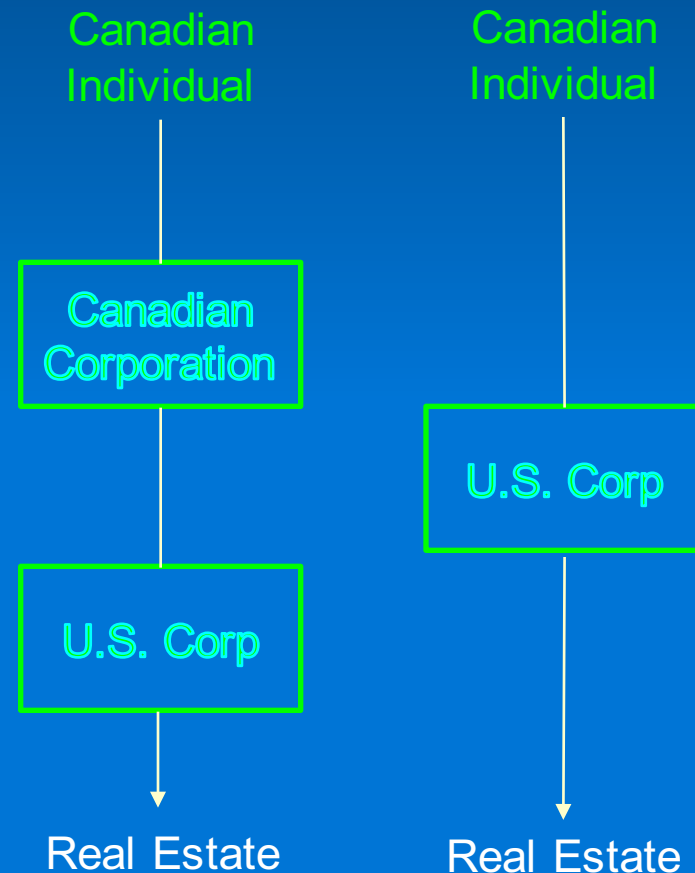 Canadian
Individual
Canadian
Corporation
U.S. Corp
Real Estate
Canadian
Individual
U.S. Corp
Real Estate